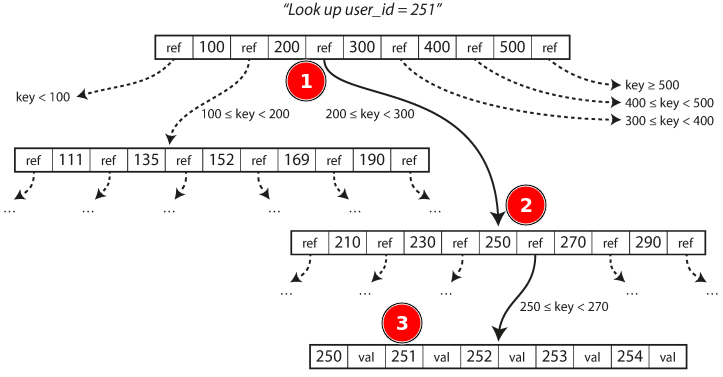 “Look up user_id = 251”
ref 100 ref 200 ref 300 ref 400 ref 500 ref
1
key < 100
key ≥ 500
400 ≤ key < 500
300 ≤ key < 400
100 ≤ key < 200
200 ≤ key < 300
ref 111 ref 135 ref 152 ref 169 ref 190 ref
... ... ... ... ... ...
2
ref 210 ref 230 ref 250 ref 270 ref 290 ref
... ... ... ... ...
250 ≤ key < 270
3
250 val 251 val 252 val 253 val 254 val